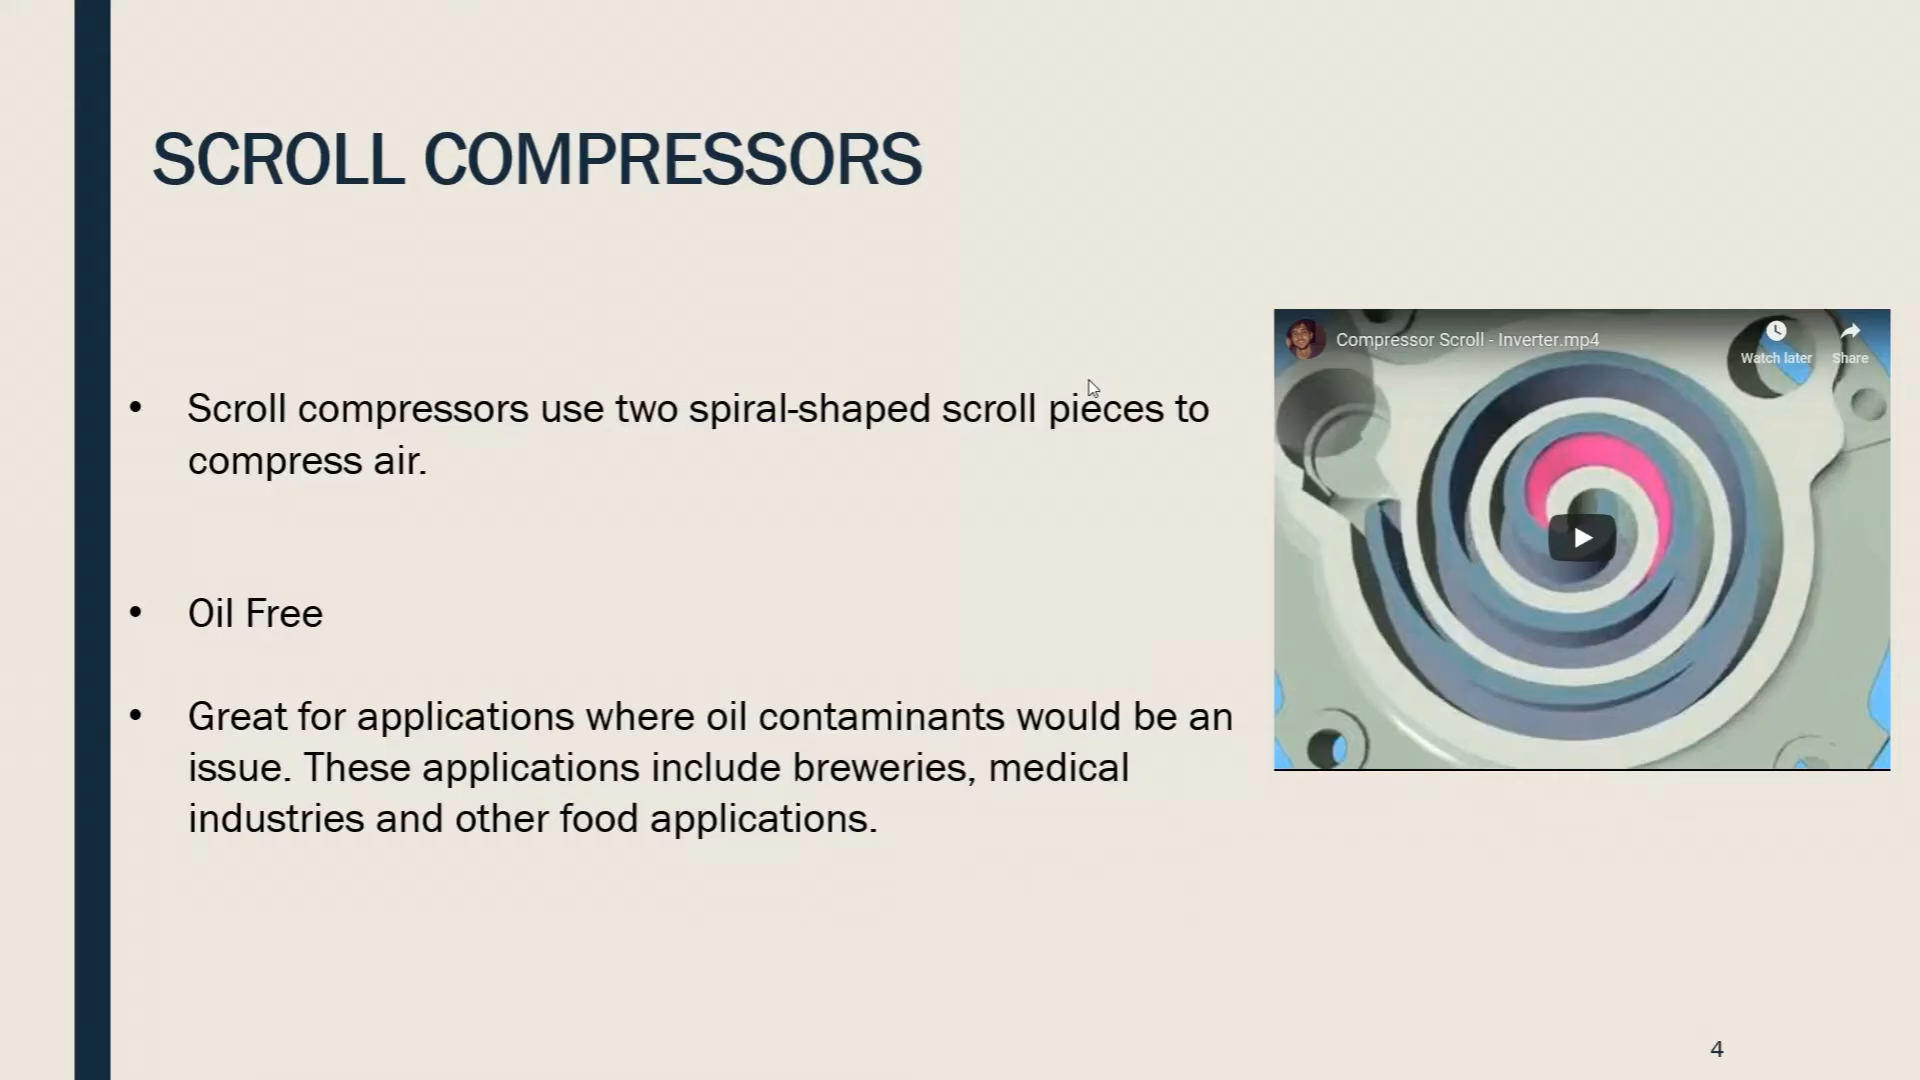 SCROLL COMPRESSORS
• Scroll compressors use two spiral-shaped scroll pieces to
compress air.
• Oil Free
• Great for applications where oil contaminants would be an
issue. These applications include breweries, medical
industries and other food applications.
Compressor Scroll - Inverter.mp4
Watch later
Share
4